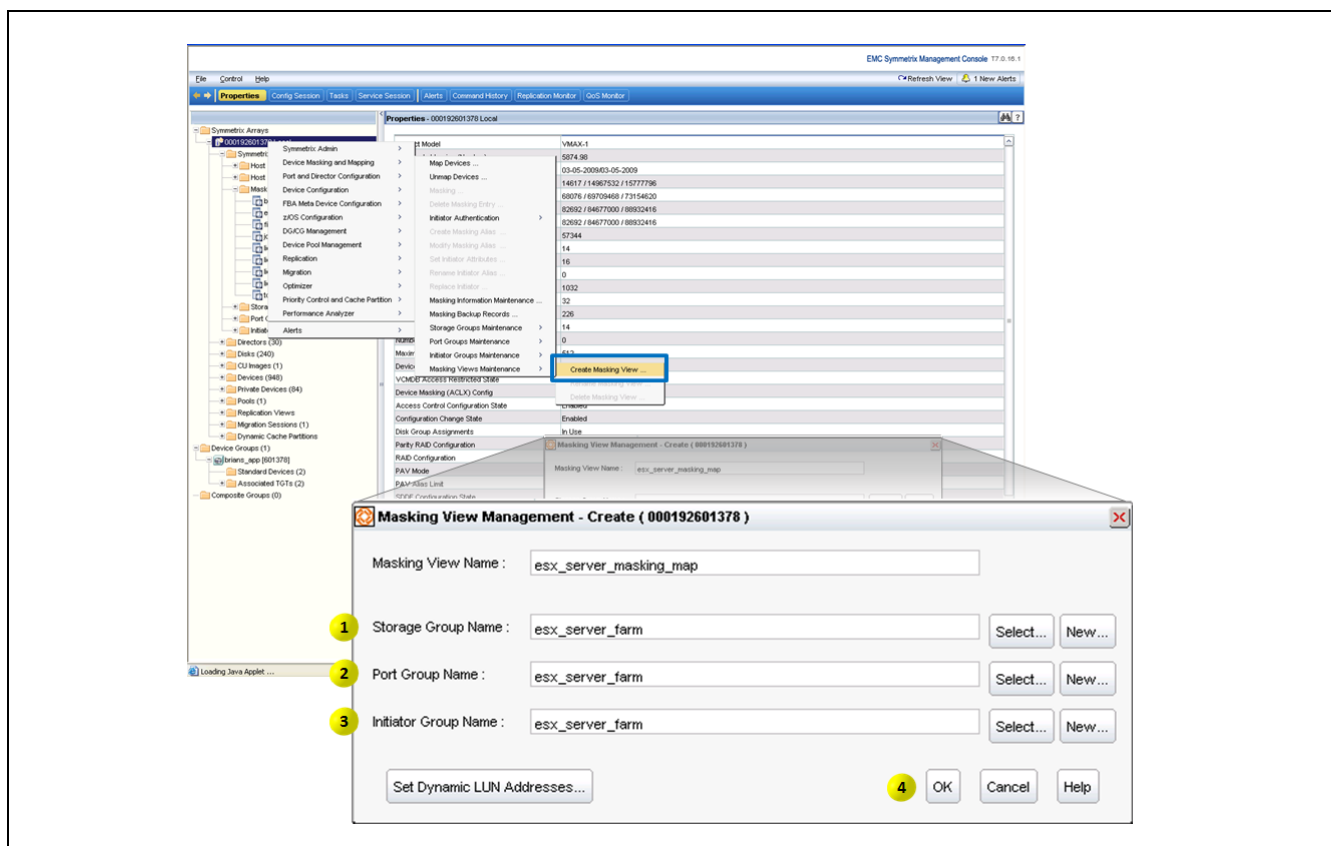 EMC Symmetrix Management Console T7.0.16.1
File Control Help
Refresh View 1 New Alerts
Properties Config Session Tasks Service Session Alerts Command History Replication Monitor QoS Monitor
Properties - 000192601378 Local
Symmetrix Arrays
Symmetrix Admin
Device Masking and Mapping
Port and Director Configuration
Device Configuration
FBA Meta Device Configuration
z/OS Configuration
DG/CG Management
Device Pool Management
Replication
Migration
Optimizer
Priority Control and Cache Partition
Performance Analyzer
Alerts
Map Devices ...
Unmap Devices ...
Masking ...
Delete Masking Entry ...
Initiator Authentication
Create Masking Alias ...
Modify Masking Alias ...
Set Initiator Attributes ...
Rename Initiator Alias ...
Replace Initiator ...
Masking Information Maintenance ...
Masking Backup Records ...
Storage Groups Maintenance
Port Groups Maintenance
Initiator Groups Maintenance
Masking Views Maintenance
Create Masking View ...
Delete Masking View ...
VMAX-1
5874.98
03-05-2009/03-05-2009
14617 / 14967532 / 15777796
68076 / 69709468 / 73154620
82692 / 84677000 / 88932416
82692 / 84677000 / 88932416
57344
14
16
0
1032
32
226
14
0
512
Directors (30)
Disks (240)
CU Images (1)
Devices (948)
Private Devices (84)
Pools (1)
Replication Views
Migration Sessions (1)
Dynamic Cache Partitions
Device Groups (1)
brians_app [601378]
Standard Devices (2)
Associated TGTs (2)
Composite Groups (0)
VCMDB Access Restricted State
Device Masking (ACLX) Config
Access Control Configuration State Enabled
Configuration Change State Enabled
Disk Group Assignments In Use
Parity RAID Configuration
RAID Configuration
PAV Mode
PAV Alias Limit
Masking View Management - Create ( 000192601378 )
Masking View Name : esx_server_masking_map
Masking View Management - Create ( 000192601378 )
Masking View Name : esx_server_masking_map
1 Storage Group Name : esx_server_farm Select... New...
2 Port Group Name : esx_server_farm Select... New...
3 Initiator Group Name : esx_server_farm Select... New...
Set Dynamic LUN Addresses... 4 OK Cancel Help
Loading Java Applet ...